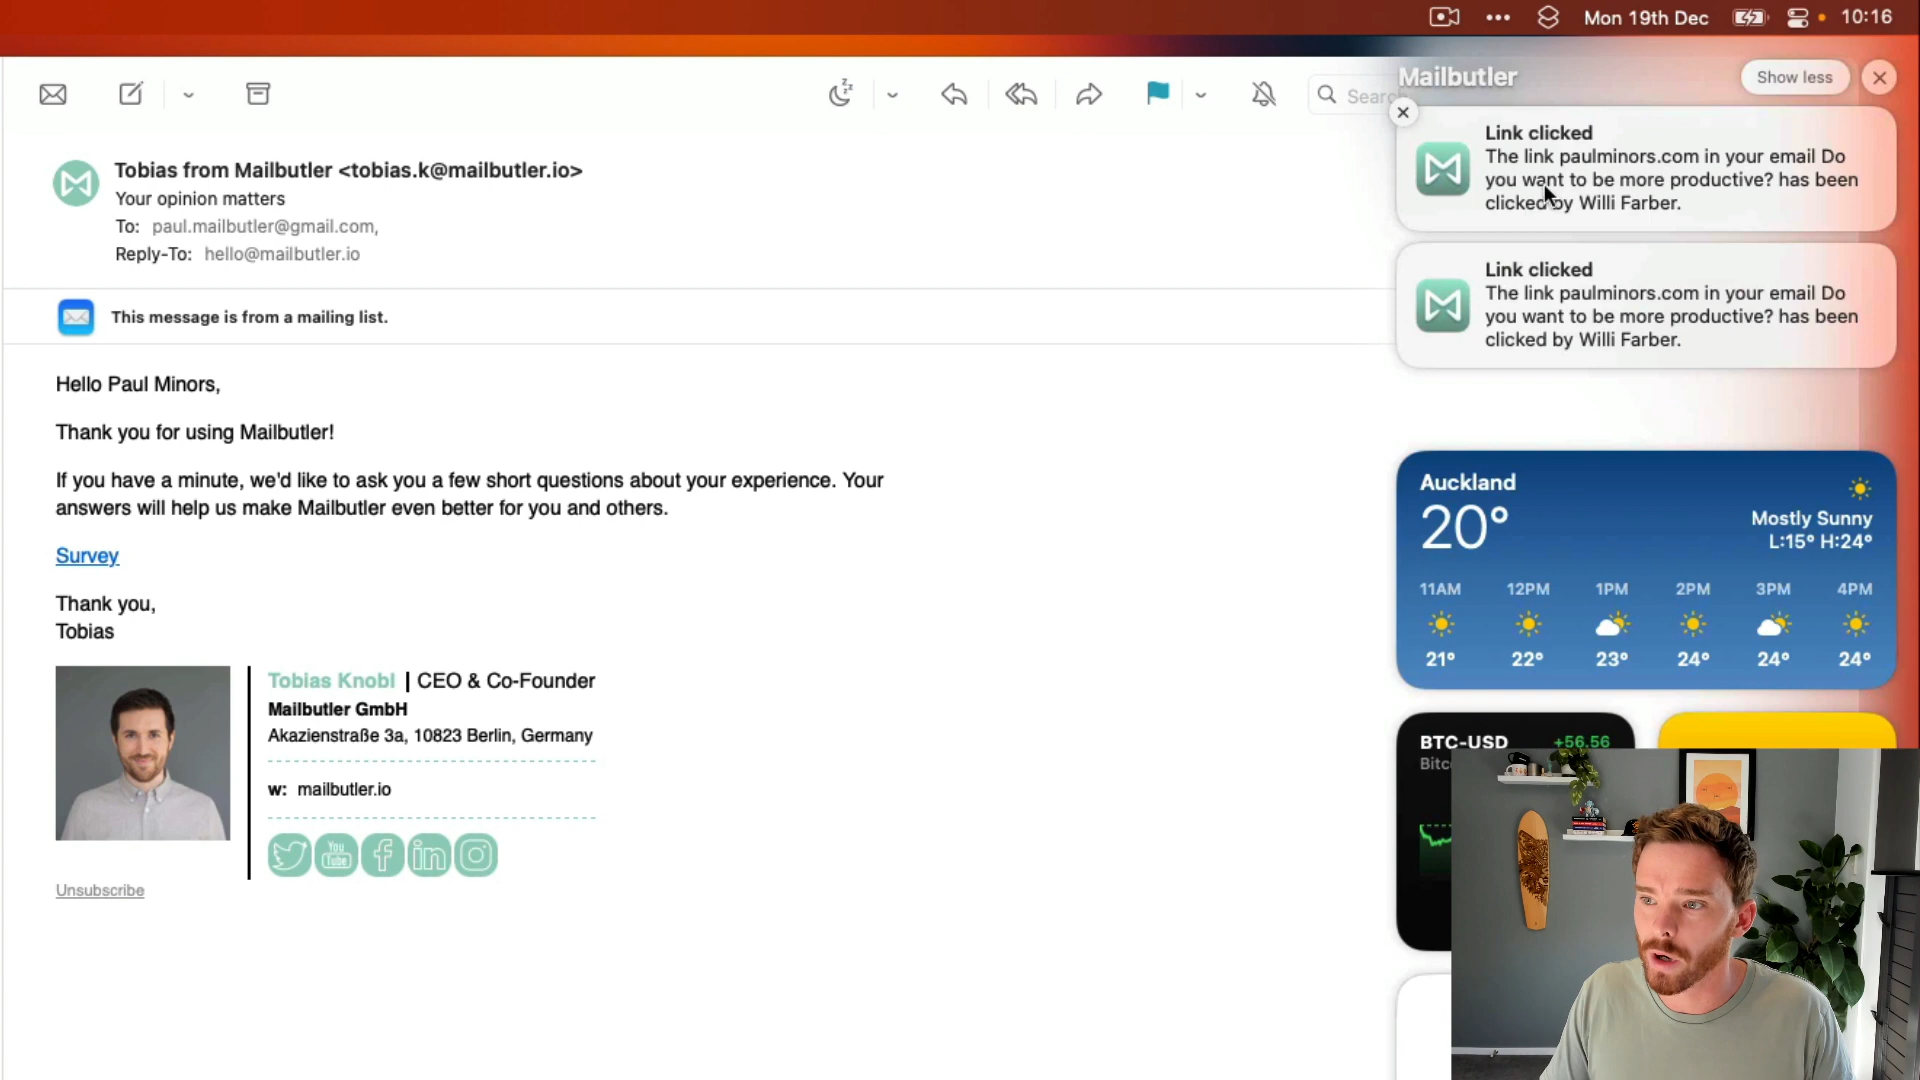 Mon 19th Dec
10:16
Mailbutler
Show less
Link clicked
The link paulminors.com in your email Do
you want to be more productive? has been
clicked by Willi Farber.
Link clicked
The link paulminors.com in your email Do
you want to be more productive? has been
clicked by Willi Farber.
Tobias from Mailbutler <tobias.k@mailbutler.io>
Your opinion matters
To: paul.mailbutler@gmail.com,
Reply-To: hello@mailbutler.io
This message is from a mailing list.
Hello Paul Minors,
Thank you for using Mailbutler!
If you have a minute, we'd like to ask you a few short questions about your experience. Your
answers will help us make Mailbutler even better for you and others.
Survey
Thank you,
Tobias
Tobias Knobl | CEO & Co-Founder
Mailbutler GmbH
Akazienstraße 3a, 10823 Berlin, Germany
w: mailbutler.io
You
Tube
Unsubscribe
Auckland
20°
Mostly Sunny
L:15° H:24°
11AM 12PM 1PM 2PM 3PM 4PM
21° 22° 23° 24° 24° 24°
BTC-USD +56.56